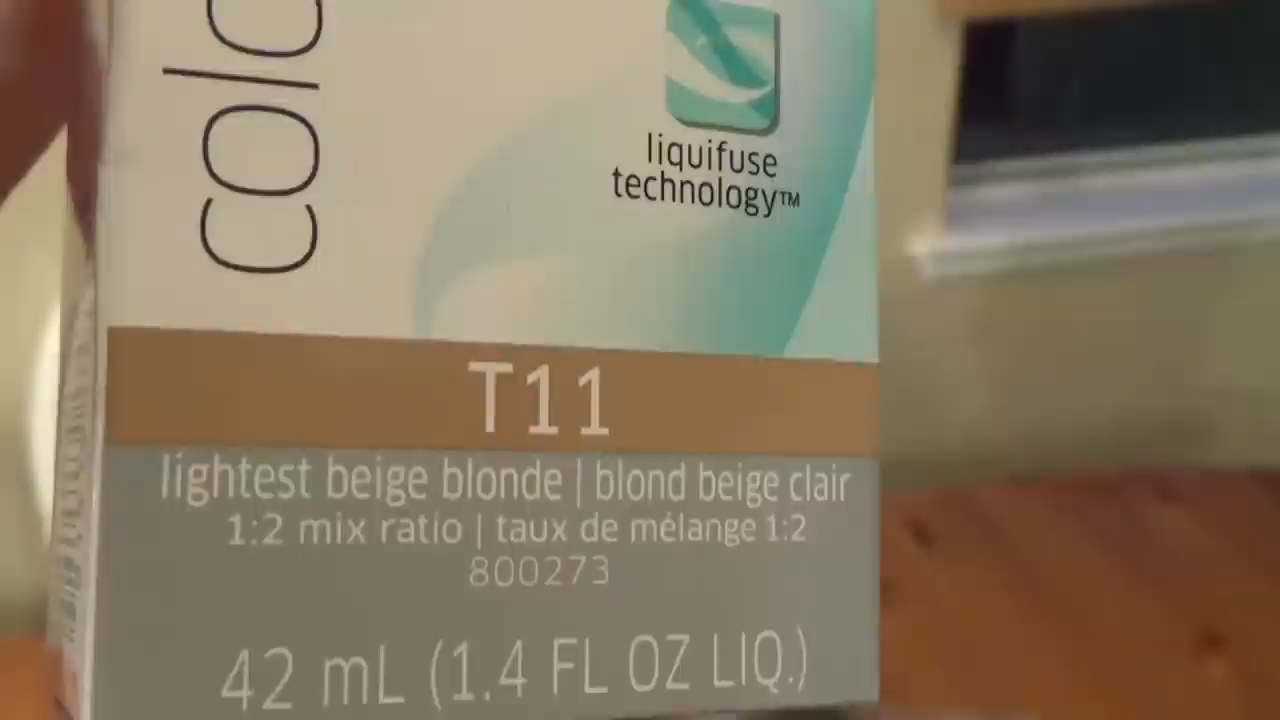 colo
liquifuse
technology™
T11
lightest beige blonde | blond beige clair
1:2 mix ratio | taux de mélange 1:2
800273
42 mL (1.4 FL OZ LIQ.)